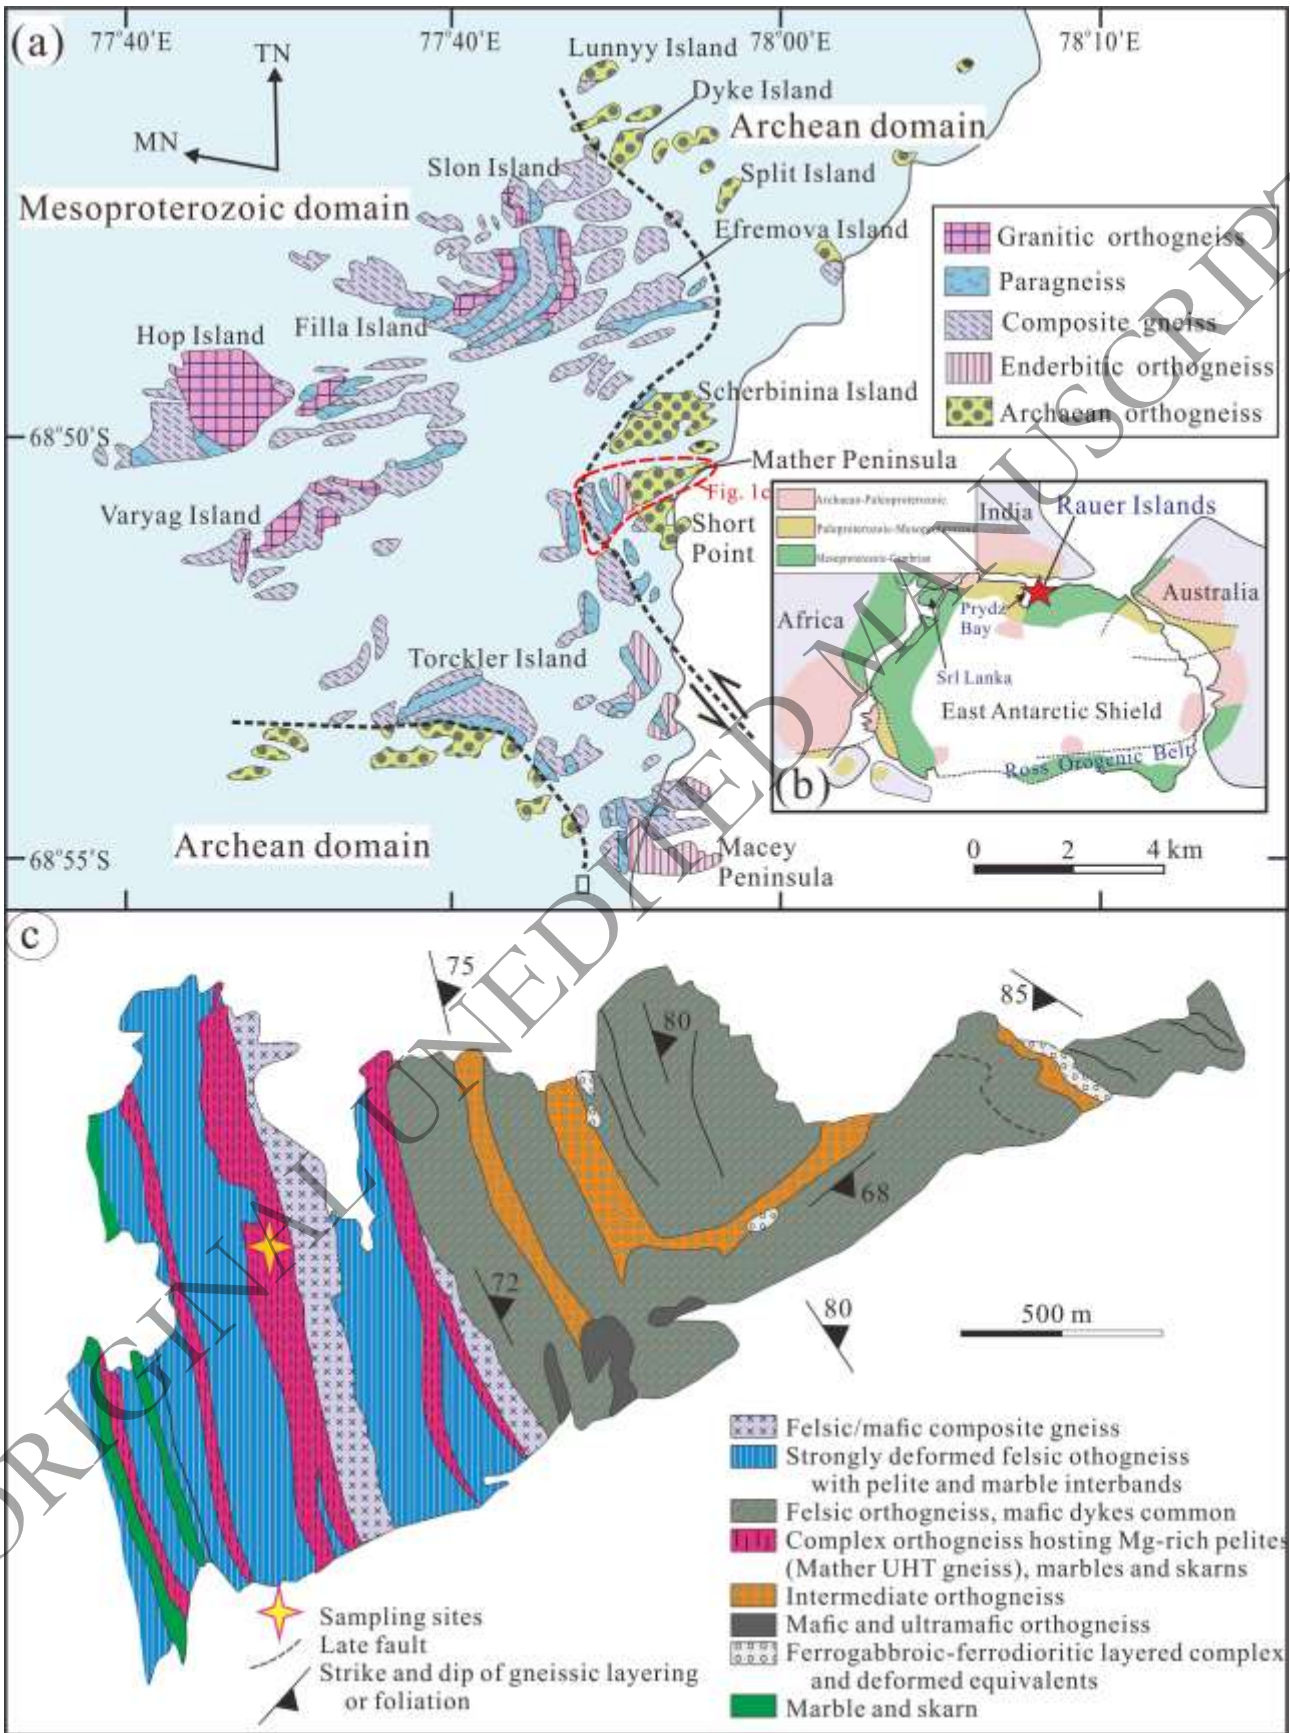 (a)
77°40'E
77°40'E
78°00'E
78°10'E
TN
MN
Lunnyy Island
Dyke Island
Archean domain
Slon Island
Split Island
Mesoproterozoic domain
Efremova Island
Granitic orthogneiss
Paragneiss
Composite gneiss
Enderbitic orthogneiss
Archaean orthogneiss
Hop Island
Filla Island
Scherbinina Island
68°50'S
Mather Peninsula
Fig. 1c
Varyag Island
Short
Point
Archaean-Paleoproterozoic
Mesoproterozoic-Cambrian
India
Rauer Islands
Africa
Prydz
Bay
Australia
Srl Lanka
East Antarctic Shield
Ross Orogenic Belt
(b)
Torckler Island
Archean domain
68°55'S
Macey
Peninsula
0 2 4 km
c
75
80
85
68
72
80
500 m
Felsic/mafic composite gneiss
Strongly deformed felsic othogneiss
with pelite and marble interbands
Felsic orthogneiss, mafic dykes common
Complex orthogneiss hosting Mg-rich pelites
(Mather UHT gneiss), marbles and skarns
Intermediate orthogneiss
Mafic and ultramafic orthogneiss
Ferrogabbroic-ferrodioritic layered complex
and deformed equivalents
Marble and skarn
Sampling sites
Late fault
Strike and dip of gneissic layering
or foliation
ORIGINAL UNEDITED MANUSCRIPT